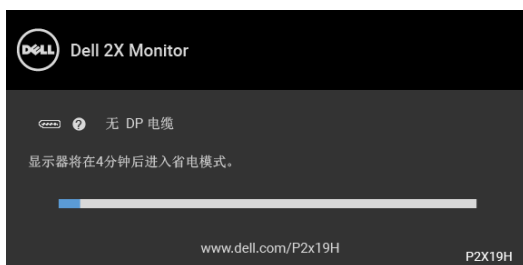 DELL Dell 2X Monitor
? 无 DP 电缆
显示器将在4分钟后进入省电模式。
www.dell.com/P2x19H
P2X19H